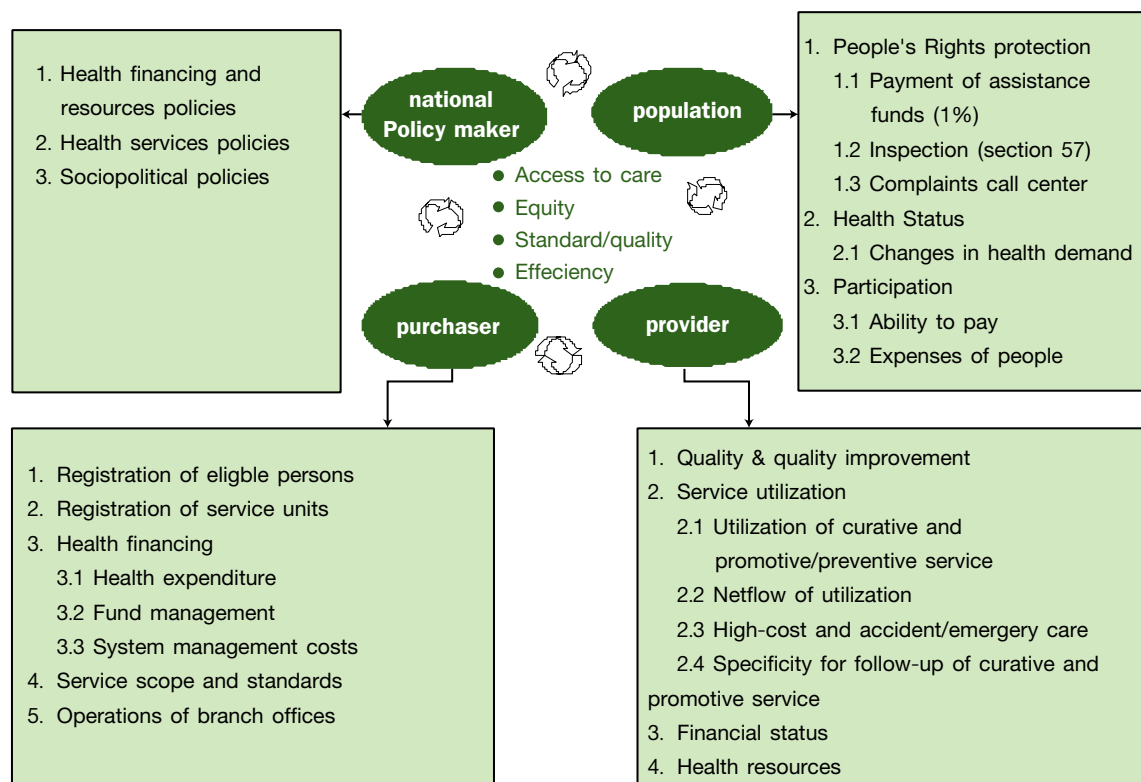 1. Health financing and
resources policies
2. Health services policies
3. Sociopolitical policies
national
Policy maker
population
1. People's Rights protection
1.1 Payment of assistance
funds (1%)
1.2 Inspection (section 57)
1.3 Complaints call center
2. Health Status
2.1 Changes in health demand
3. Participation
3.1 Ability to pay
3.2 Expenses of people
● Access to care
● Equity
● Standard/quality
● Effeciency
purchaser
provider
1. Registration of eligble persons
2. Registration of service units
3. Health financing
3.1 Health expenditure
3.2 Fund management
3.3 System management costs
4. Service scope and standards
5. Operations of branch offices
1. Quality & quality improvement
2. Service utilization
2.1 Utilization of curative and
promotive/preventive service
2.2 Netflow of utilization
2.3 High-cost and accident/emergery care
2.4 Specificity for follow-up of curative and
promotive service
3. Financial status
4. Health resources